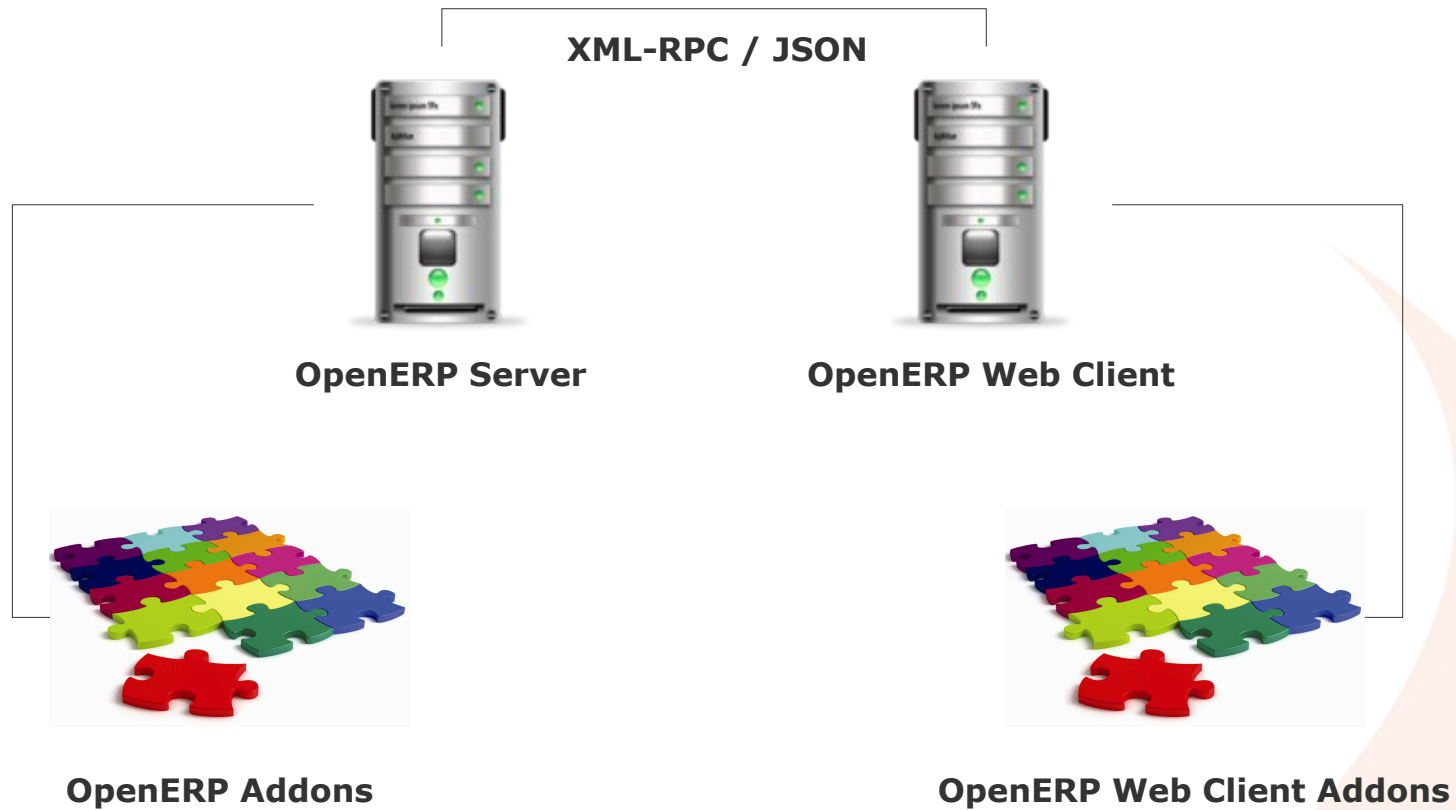 XML-RPC / JSON
OpenERP Server
OpenERP Web Client
OpenERP Addons
OpenERP Web Client Addons